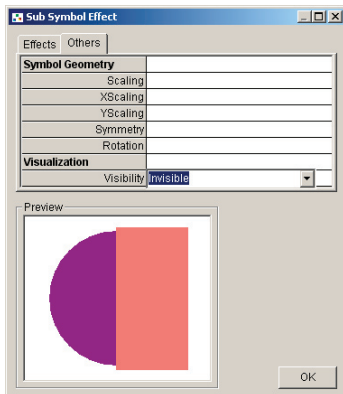 Sub Symbol Effect
Effects Others
Symbol Geometry
Scaling
XScaling
YScaling
Symmetry
Rotation
Visualization
Visibility Invisible
Preview
OK